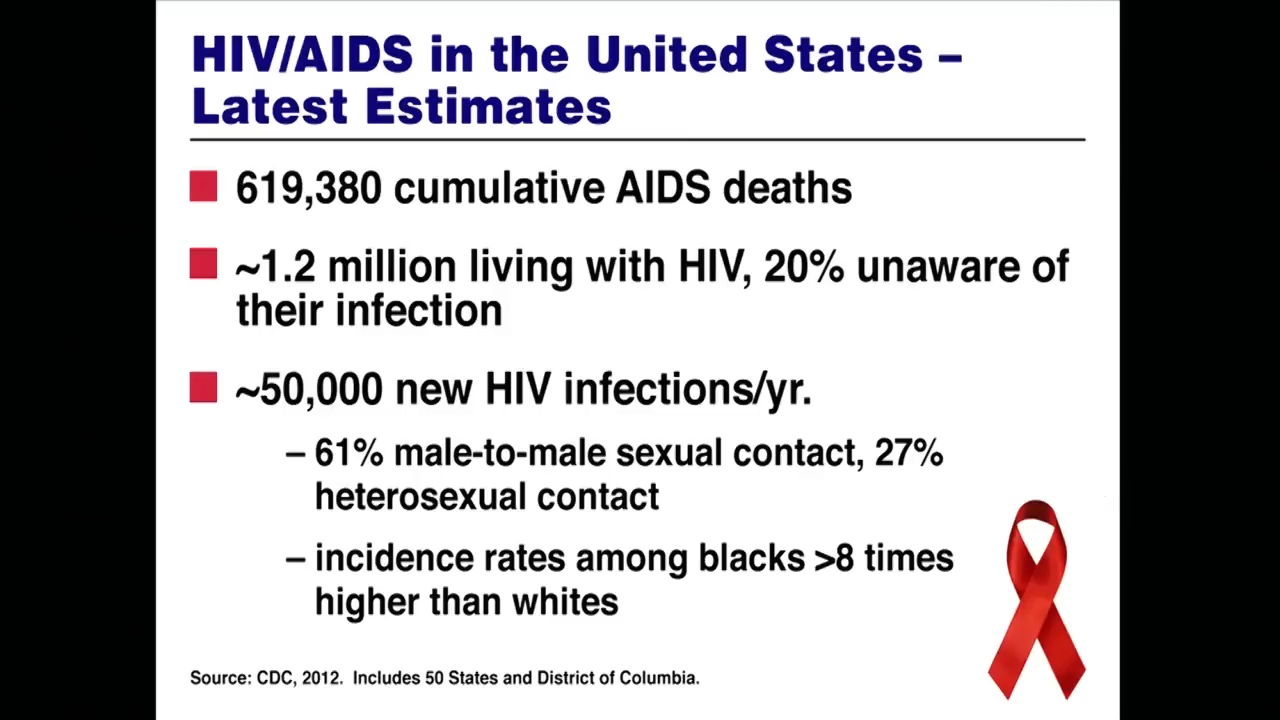 HIV/AIDS in the United States –
Latest Estimates
619,380 cumulative AIDS deaths
~1.2 million living with HIV, 20% unaware of
their infection
~50,000 new HIV infections/yr.
– 61% male-to-male sexual contact, 27%
heterosexual contact
– incidence rates among blacks >8 times
higher than whites
Source: CDC, 2012. Includes 50 States and District of Columbia.